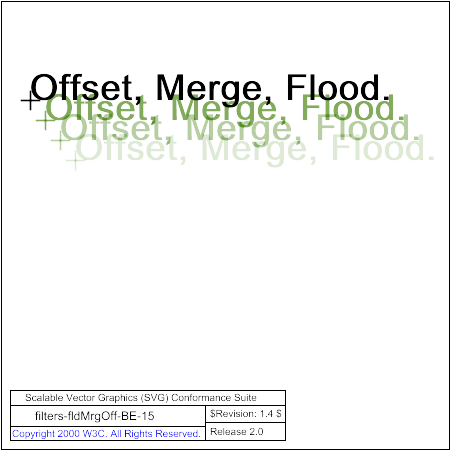 Offset, Merge, Flood.
Offset, Merge, Flood.
Offset, Merge, Flood.
Offset, Merge, Flood.
Scalable Vector Graphics (SVG) Conformance Suite
filters-fldMrgOff-BE-15
$Revision: 1.4 $
Copyright 2000 W3C. All Rights Reserved.
Release 2.0